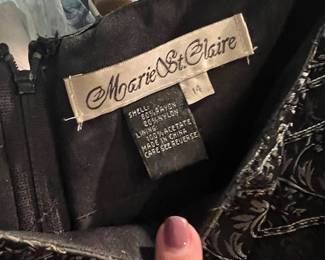 Marie St. Claire
14
SHELL:
80% RAYON
20% NYLON
LINING:
100% ACETATE
MADE IN CHINA
CARE SEE REVERSE